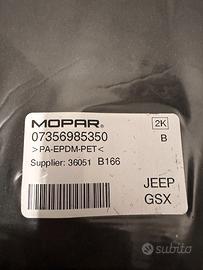 MOPAR®
2K
07356985350
B
>PA-EPDM-PET<
Supplier: 36051 B166
JEEP
GSX
subito